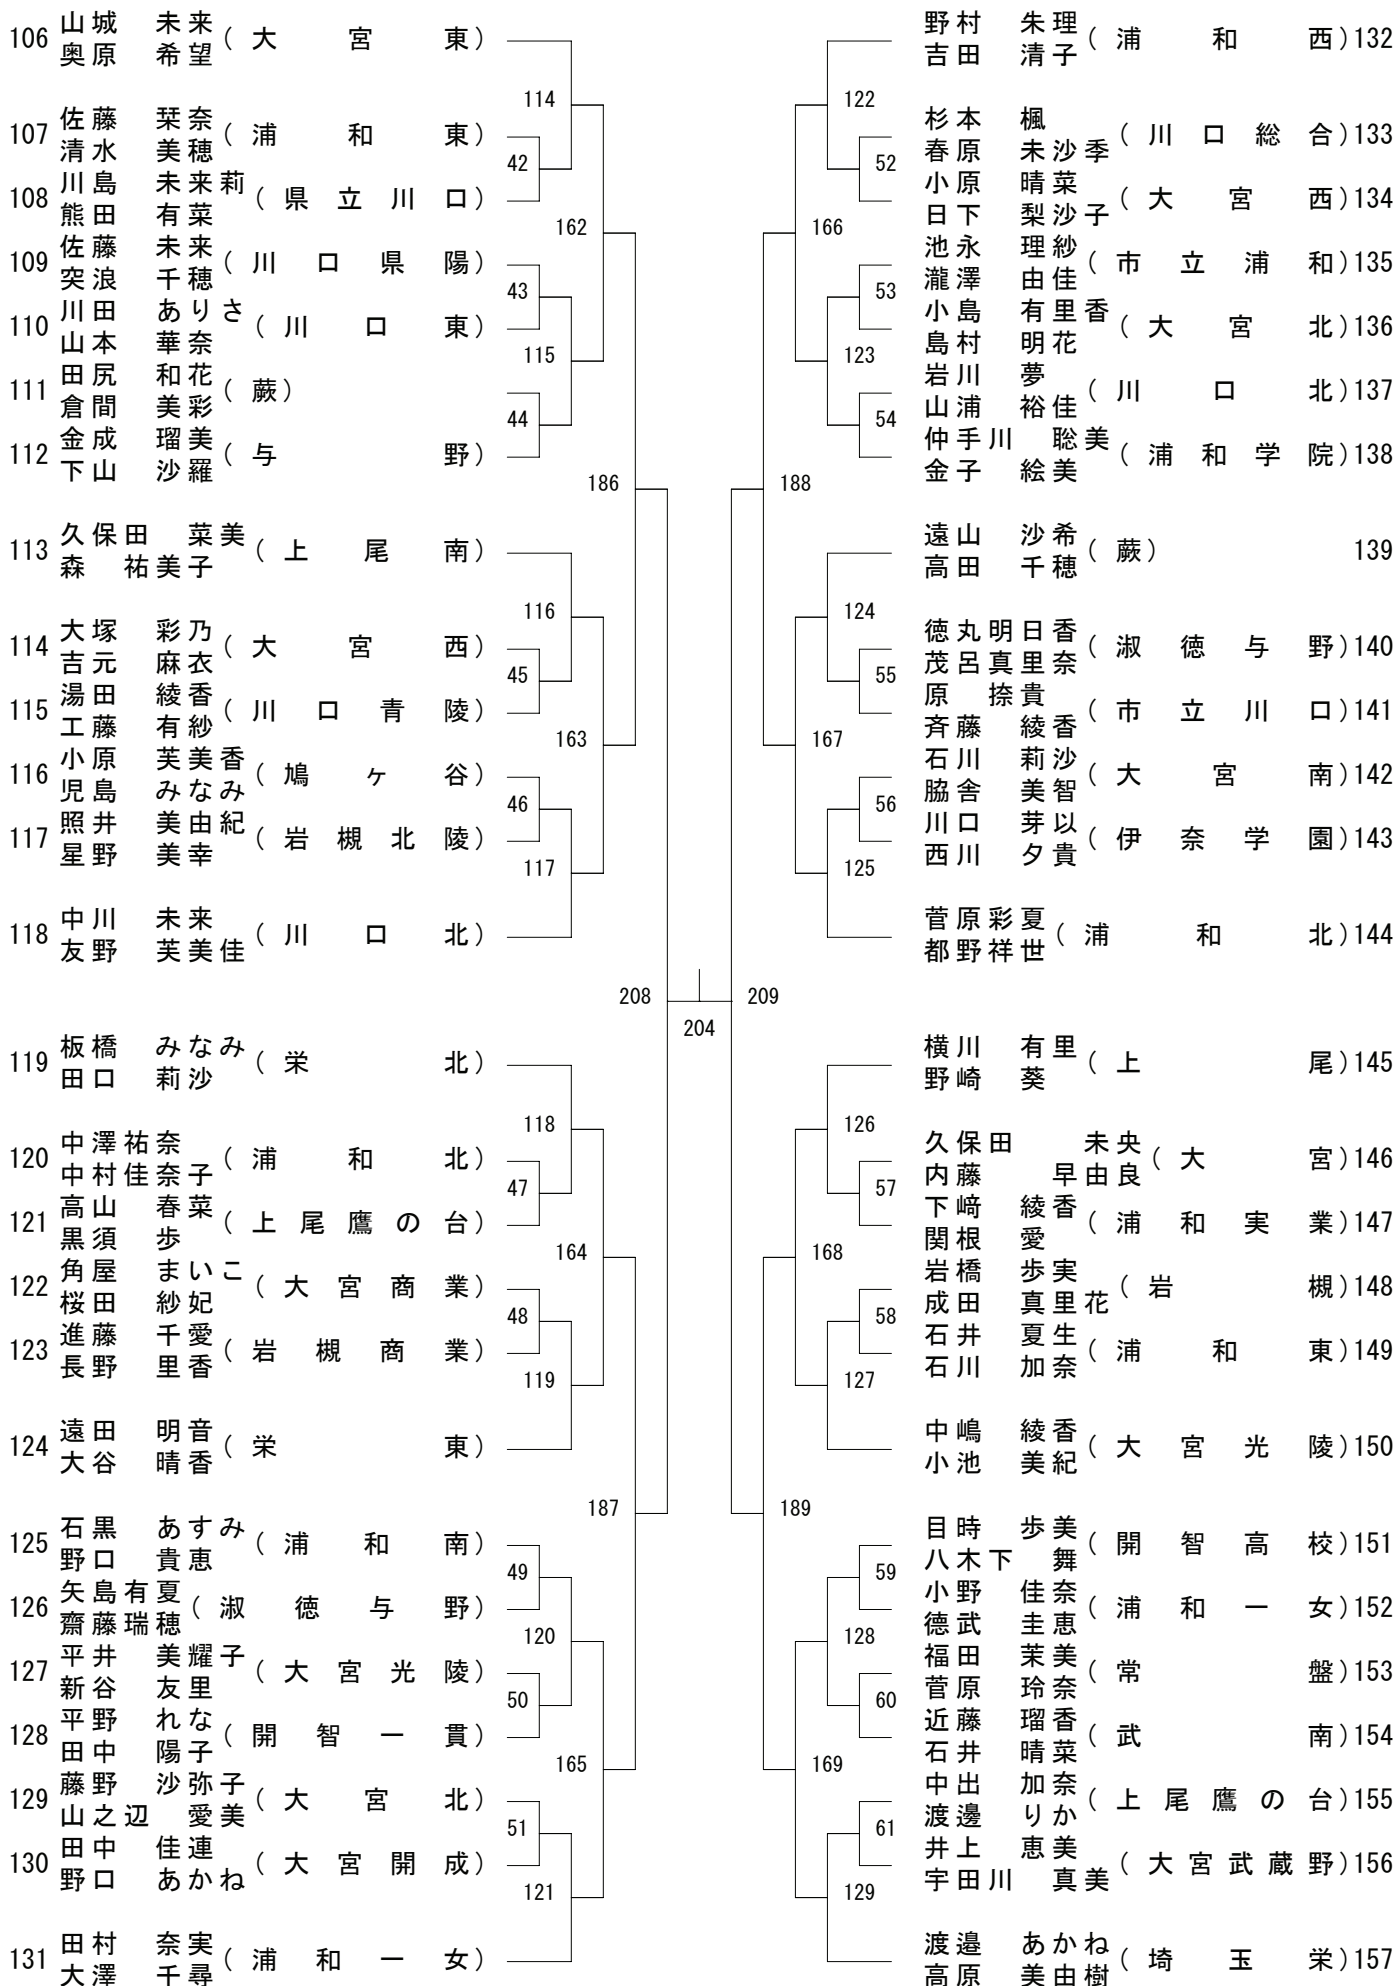 106 山城 未来 奥原 希望 (大宮東)
107 佐藤 栞奈 清水 美穂 (浦和東)
108 川島 未来莉 熊田 有菜 (県立川口)
109 佐藤 未来 突浪 千穂 (川口県陽)
110 川田 ありさ 山本 華奈 (川口東)
111 田尻 和花 倉間 美彩 (蕨)
112 金成 瑠美 下山 沙羅 (与野)
113 久保田 菜美 森 祐美子 (上尾南)
114 大塚 彩乃 吉元 麻衣 (大宮西)
115 湯田 綾香 工藤 有紗 (川口青陵)
116 小原 芙美香 児島 みなみ (鳩ヶ谷)
117 照井 美由紀 星野 美幸 (岩槻北陵)
118 中川 未来 友野 芙美佳 (川口北)
119 板橋 みなみ 田口 莉沙 (栄北)
120 中澤祐奈 中村佳奈子 (浦和北)
121 高山 春菜 黒須 歩 (上尾鷹の台)
122 角屋 まいこ 桜田 紗妃 (大宮商業)
123 進藤 千愛 長野 里香 (岩槻商業)
124 遠田 明音 大谷 晴香 (栄東)
125 石黒 あすみ 野口 貴恵 (浦和南)
126 矢島有夏 齋藤瑞穂 (淑徳与野)
127 平井 美耀子 新谷 友里 (大宮光陵)
128 平野 れな 田中 陽子 (開智一貫)
129 藤野 沙弥子 山之辺 愛美 (大宮北)
130 田中 佳連 野口 あかね (大宮開成)
131 田村 奈実 大澤 千尋 (浦和一女)
114
42
162
43
115
44
186
116
45
163
46
117
208
118
47
164
48
119
187
49
120
50
165
51
121
204
209
122
52
166
53
123
54
188
124
55
167
56
125
126
57
168
58
127
189
59
128
60
169
61
129
野村 朱理 吉田 清子 (浦和西) 132
杉本 楓 春原 未沙季 (川口総合) 133
小原 晴菜 日下 梨沙子 (大宮西) 134
池永 理紗 瀧澤 由佳 (市立浦和) 135
小島 有里香 島村 明花 (大宮北) 136
岩川 夢 山浦 裕佳 (川口北) 137
仲手川 聡美 金子 絵美 (浦和学院) 138
遠山 沙希 高田 千穂 (蕨) 139
徳丸明日香 茂呂真里奈 (淑徳与野) 140
原 捺貴 斉藤 綾香 (市立川口) 141
石川 莉沙 脇舎 美智 (大宮南) 142
川口 芽以 西川 夕貴 (伊奈学園) 143
菅原彩夏 都野祥世 (浦和北) 144
横川 有里 野崎 葵 (上尾) 145
久保田 未央 内藤 早由良 (大宮) 146
下﨑 綾香 関根 愛 (浦和実業) 147
岩橋 歩実 成田 真里花 (岩槻) 148
石井 夏生 石川 加奈 (浦和東) 149
中嶋 綾香 小池 美紀 (大宮光陵) 150
目時 歩美 八木下 舞 (開智高校) 151
小野 佳奈 德武 圭恵 (浦和一女) 152
福田 茉美 菅原 玲奈 (常盤) 153
近藤 瑠香 石井 晴菜 (武南) 154
中出 加奈 渡邊 りか (上尾鷹の台) 155
井上 恵美 宇田川 真美 (大宮武蔵野) 156
渡邉 あかね 高原 美由樹 (埼玉栄) 157